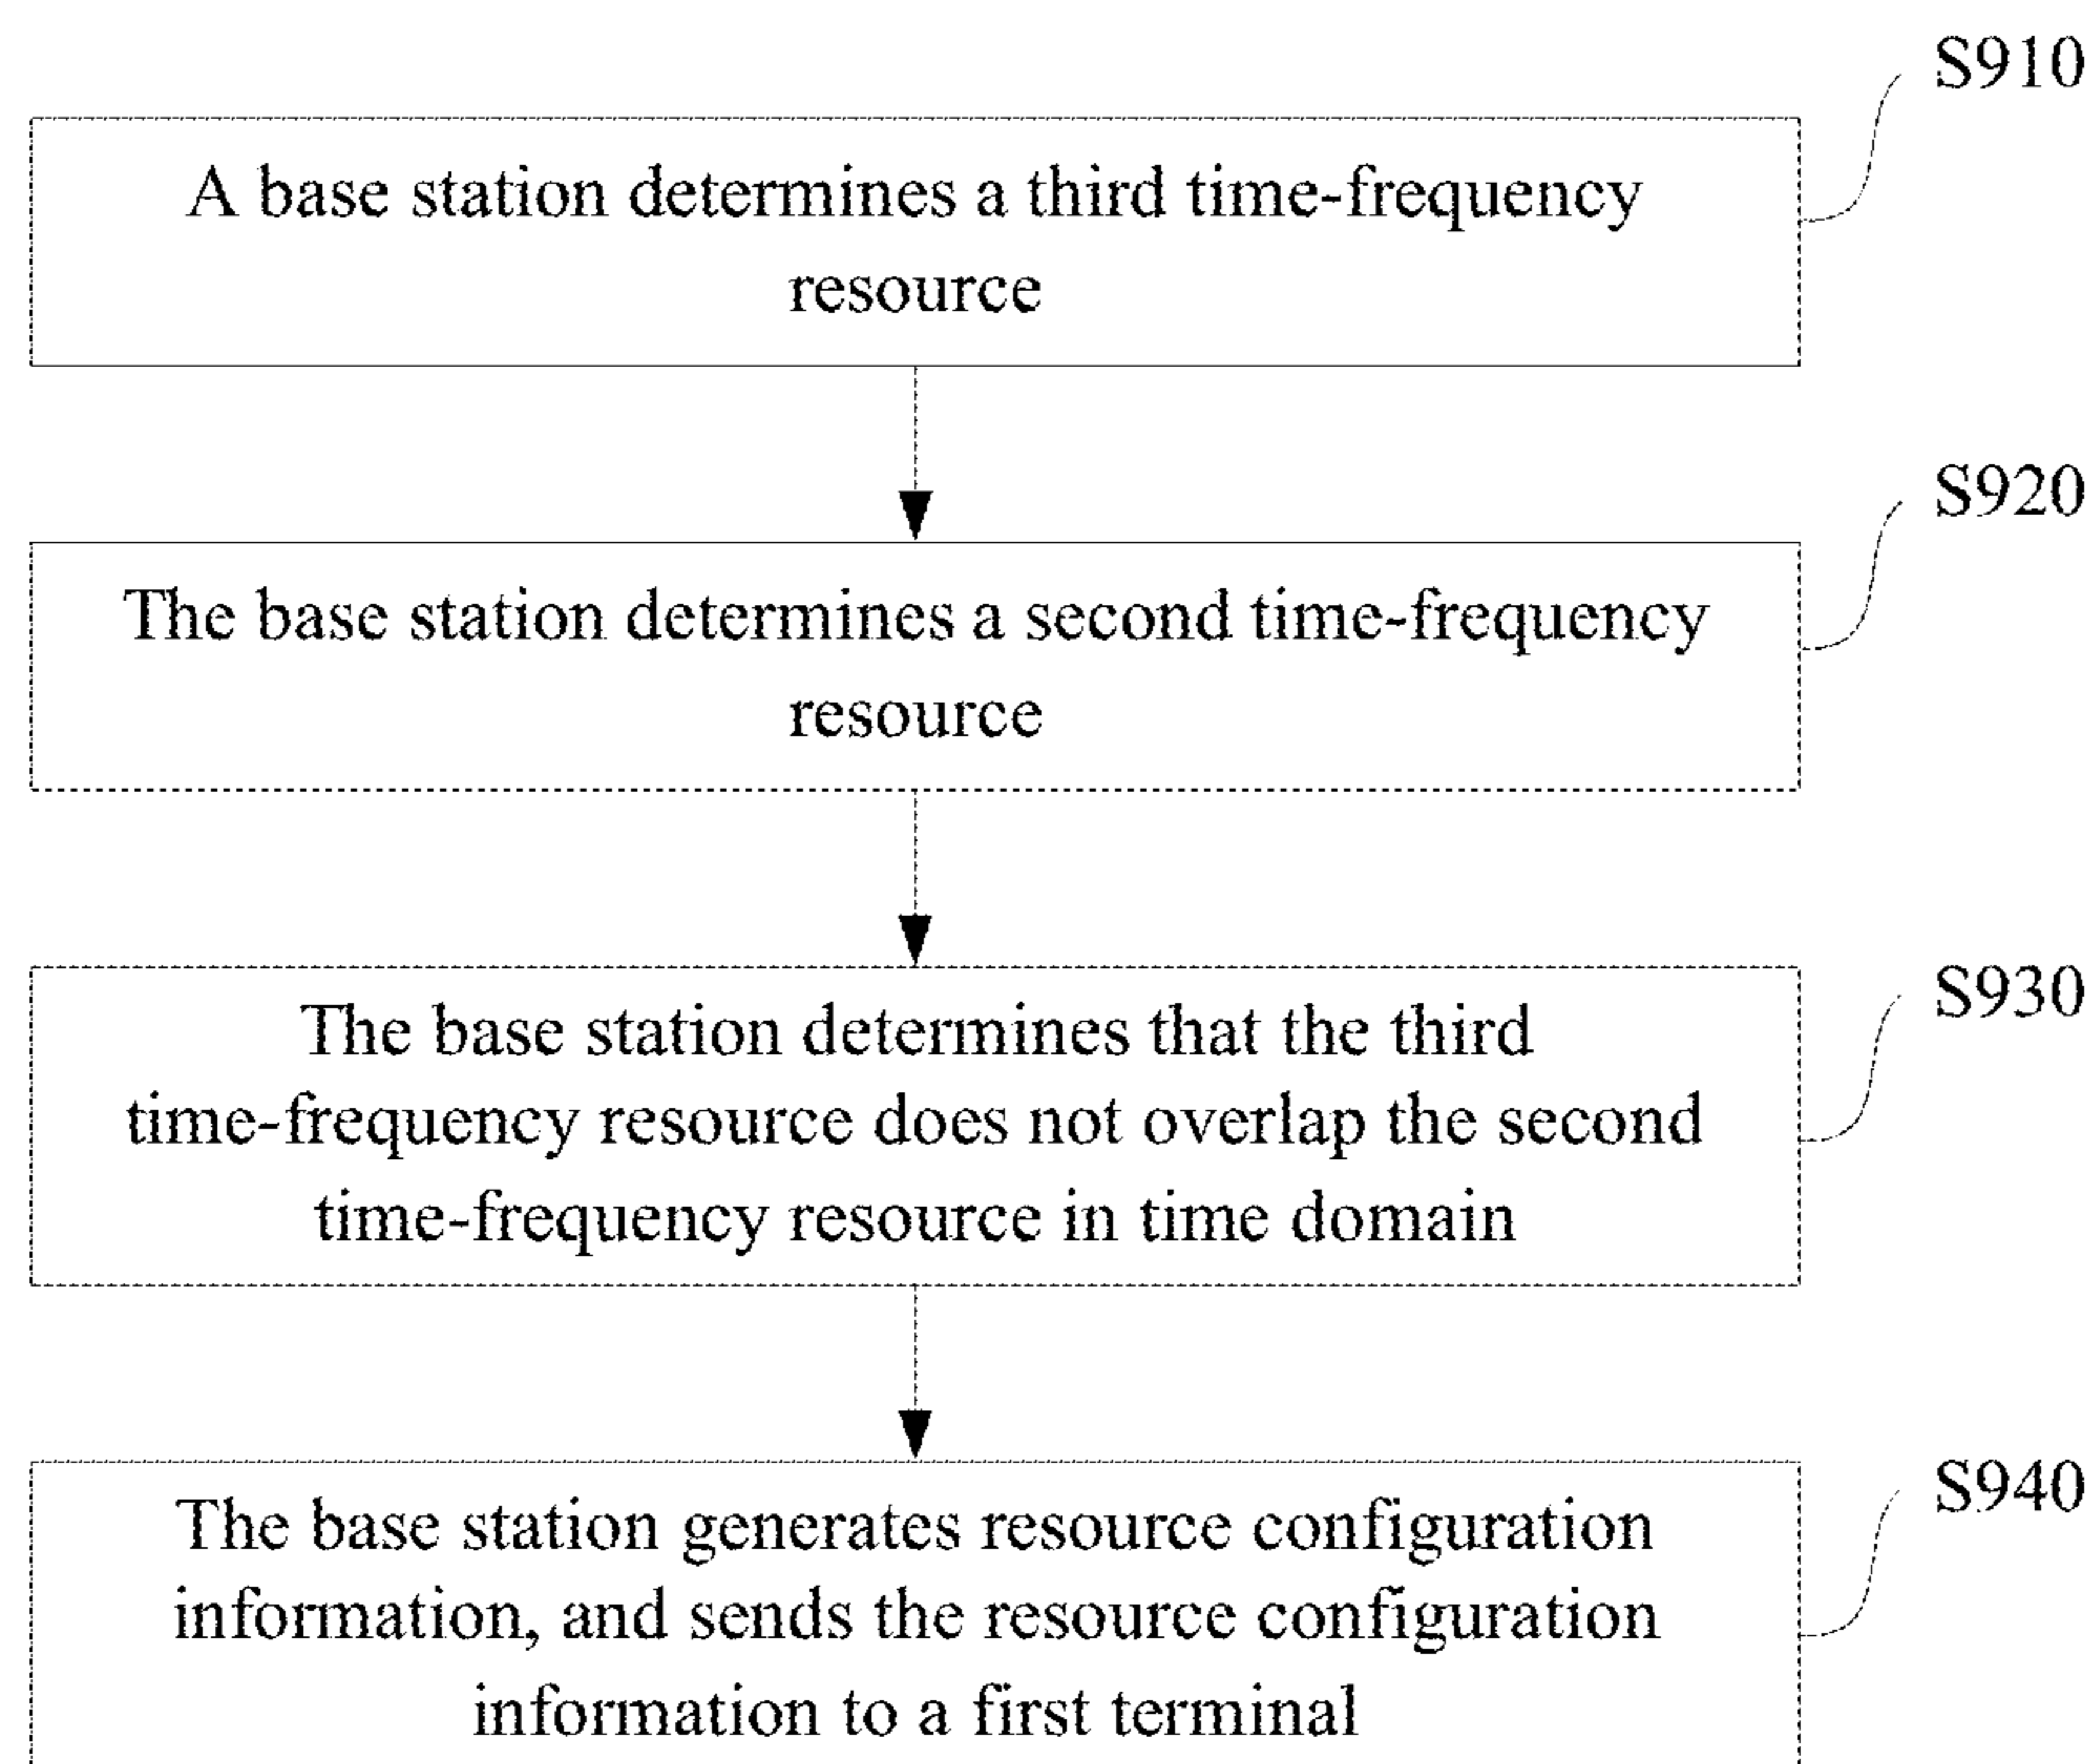 S910
A base station determines a third time-frequency
resource
S920
The base station determines a second time-frequency
resource
S930
The base station determines that the third
time-frequency resource does not overlap the second
time-frequency resource in time domain
S940
The base station generates resource configuration
information, and sends the resource configuration
information to a first terminal